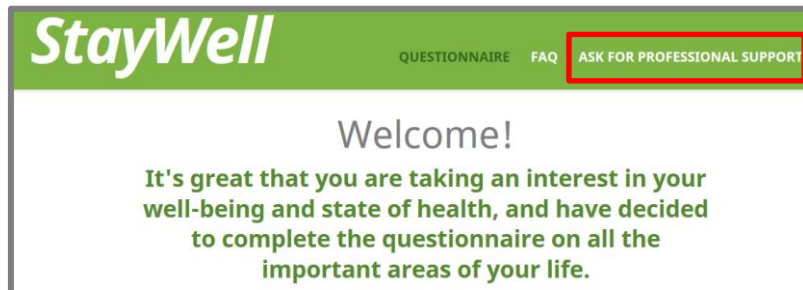 StayWell
QUESTIONNAIRE FAQ ASK FOR PROFESSIONAL SUPPORT
Welcome!
It's great that you are taking an interest in your
well-being and state of health, and have decided
to complete the questionnaire on all the
important areas of your life.